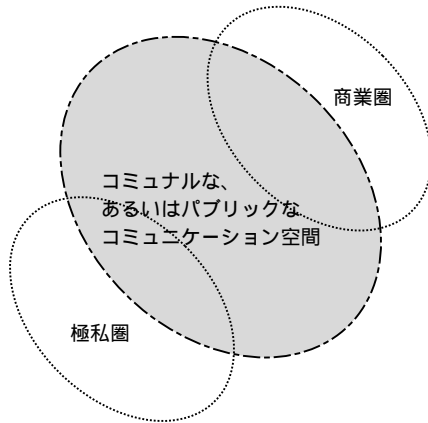 商業圏
コミュナルな、
あるいはパブリックな
コミュニケーション空間
極私圏